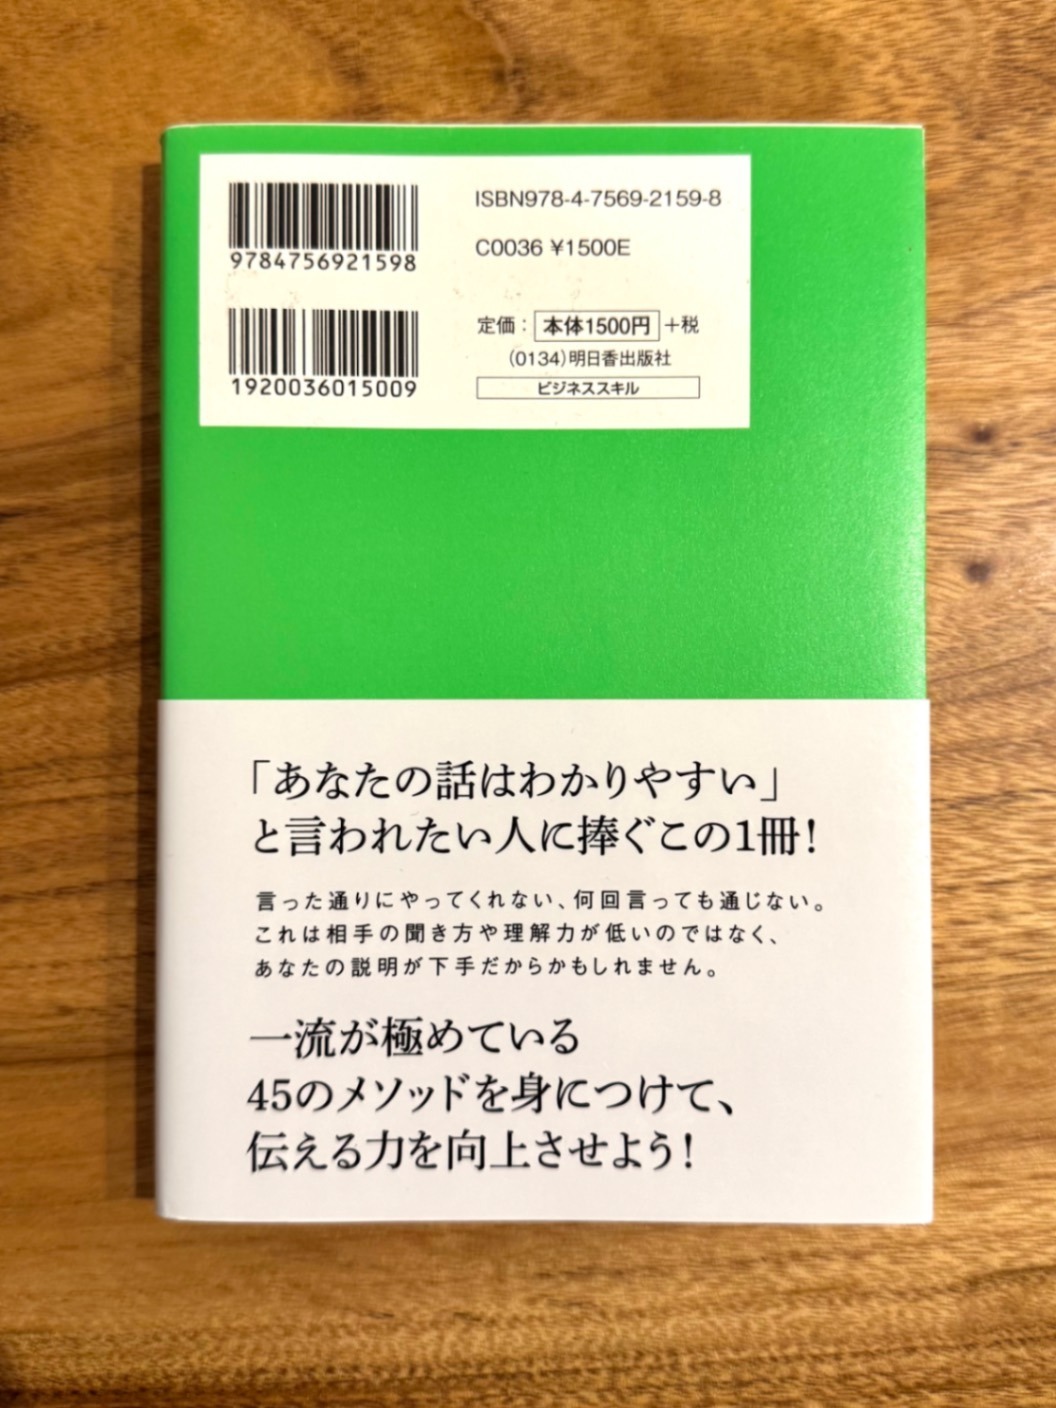 9784756921598
1920036015009
ISBN978-4-7569-2159-8
C0036 ¥1500E
定価：本体1500円＋税
(0134)明日香出版社
ビジネススキル
「あなたの話はわかりやすい」
と言われたい人に捧ぐこの1冊！
言った通りにやってくれない、何回言っても通じない。
これは相手の聞き方や理解力が低いのではなく、
あなたの説明が下手だからかもしれません。
一流が極めている
45のメソッドを身につけて、
伝える力を向上させよう！